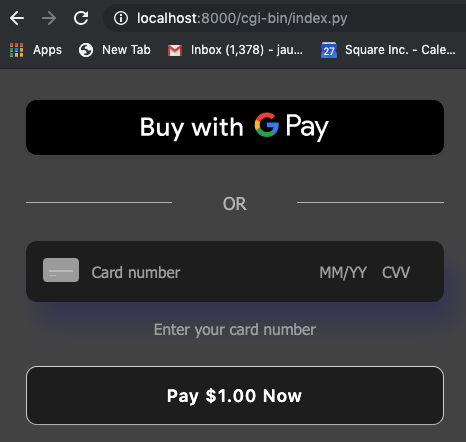 localhost:8000/cgi-bin/index.py
Apps New Tab Inbox (1,378) - jau... 27 Square Inc. - Cale...
Buy with G Pay
OR
Card number MM/YY CVV
Enter your card number
Pay $1.00 Now